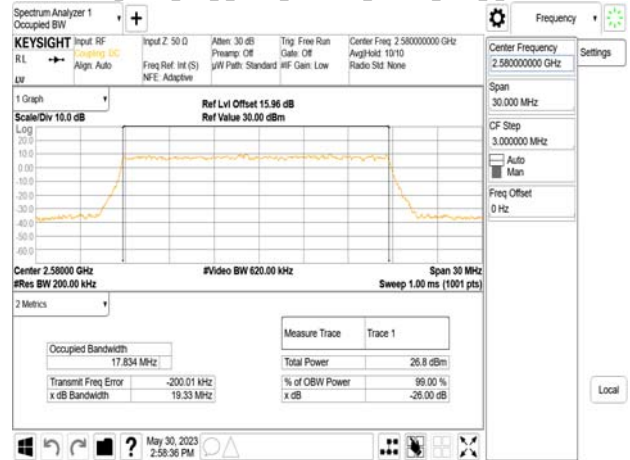 Spectrum Analyzer 1
Occupied BW
Frequency
KEYSIGHT
RL
Input: RF
Coupling: DC
Align: Auto
Input Z: 50 Ω
Freq Ref: Int (S)
NFE: Adaptive
Atten: 30 dB
Preamp: Off
µW Path: Standard
Trig: Free Run
Gate: Off
#IF Gain: Low
Center Freq: 2.580000000 GHz
Avg|Hold: 10/10
Radio Std: None
Center Frequency
2.580000000 GHz
Settings
Span
30.000 MHz
CF Step
3.000000 MHz
Auto
Man
Freq Offset
0 Hz
Local
1 Graph
Scale/Div 10.0 dB
Ref Lvl Offset 15.96 dB
Ref Value 30.00 dBm
Log
20.0
10.0
0.00
-10.0
-20.0
-30.0
-40.0
-50.0
-60.0
Center 2.58000 GHz
#Video BW 620.00 kHz
Span 30 MHz
#Res BW 200.00 kHz
Sweep 1.00 ms (1001 pts)
2 Metrics
Measure Trace Trace 1
Occupied Bandwidth
17.834 MHz
Total Power 26.8 dBm
Transmit Freq Error -200.01 kHz
% of OBW Power 99.00 %
x dB Bandwidth 19.33 MHz
x dB -26.00 dB
May 30, 2023
2:58:36 PM